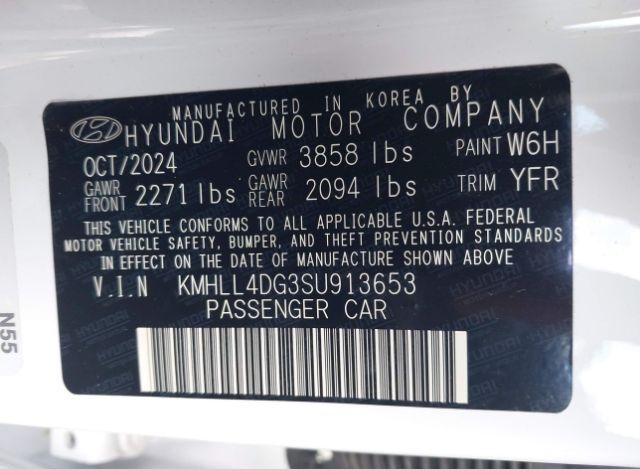 MANUFACTURED IN KOREA BY
HYUNDAI MOTOR COMPANY
OCT/2024 GVWR 3858 lbs PAINT W6H
GAWR FRONT 2271 lbs GAWR REAR 2094 lbs TRIM YFR
THIS VEHICLE CONFORMS TO ALL APPLICABLE U.S.A. FEDERAL
MOTOR VEHICLE SAFETY, BUMPER, AND THEFT PREVENTION STANDARDS
IN EFFECT ON THE DATE OF MANUFACTURE SHOWN ABOVE
V.I.N KMHLL4DG3SU913653
PASSENGER CAR
N55